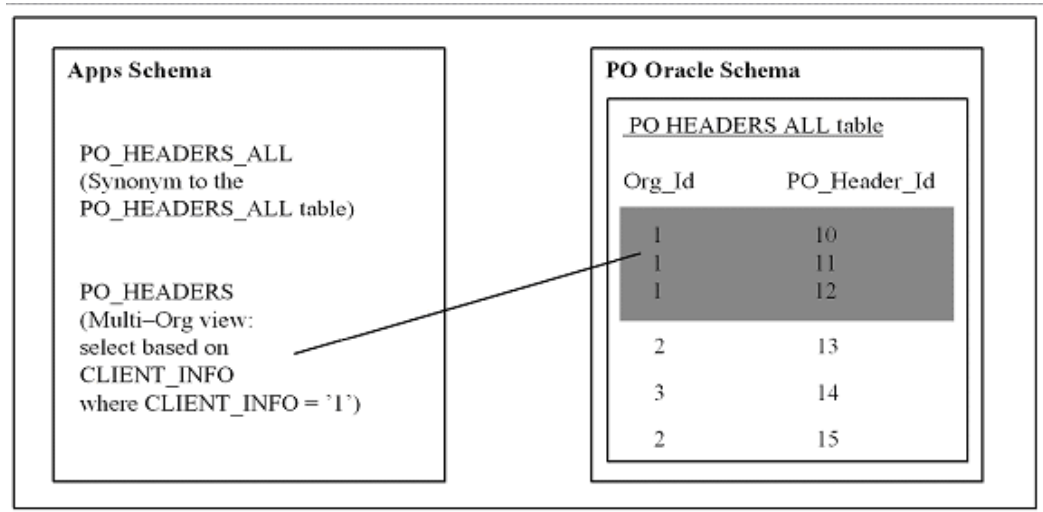 Apps Schema
PO_HEADERS_ALL
(Synonym to the
PO_HEADERS_ALL table)
PO_HEADERS
(Multi–Org view:
select based on
CLIENT_INFO
where CLIENT_INFO = ’1’)
PO Oracle Schema
PO HEADERS ALL table
Org_Id PO_Header_Id
1 10
1 11
1 12
2 13
3 14
2 15